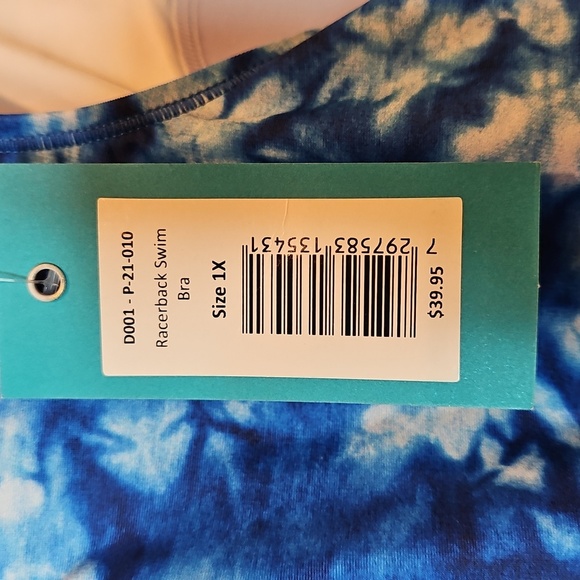 D001 - P-21-010
Racerback Swim
Bra
Size 1X
7 297583 135431
$39.95